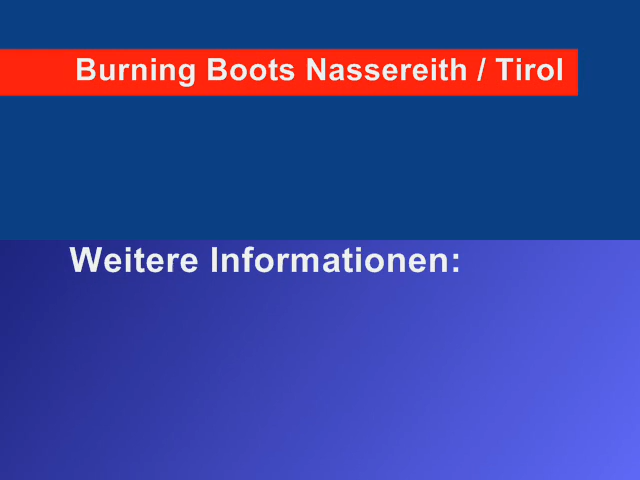 Burning Boots Nassereith / Tirol
Weitere Informationen: